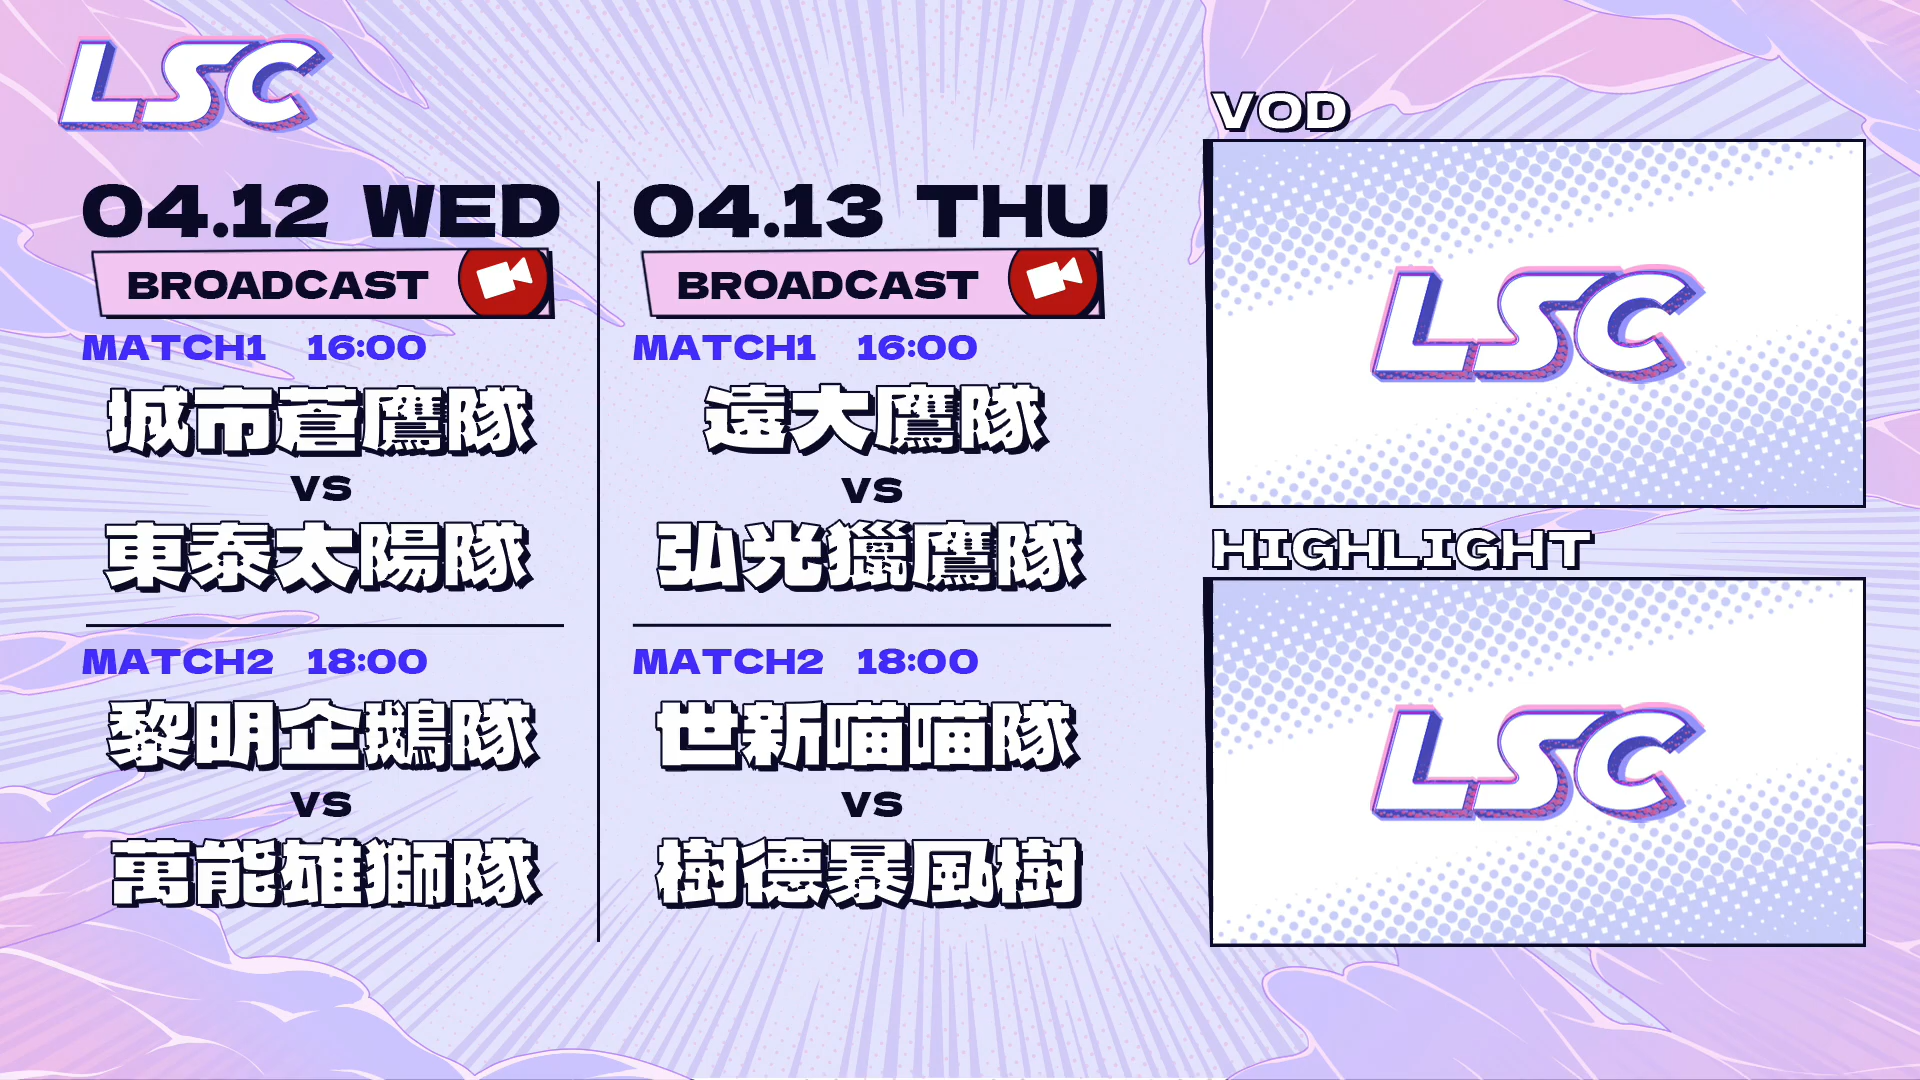 LSC
04.12 WED
BROADCAST
MATCH1 16:00
城市蒼鷹隊
VS
東泰太陽隊
MATCH2 18:00
黎明企鵝隊
VS
萬能雄獅隊
04.13 THU
BROADCAST
MATCH1 16:00
遠大鷹隊
VS
弘光獵鷹隊
MATCH2 18:00
世新喵喵隊
VS
樹德暴風樹
VOD
LSC
HIGHLIGHT
LSC